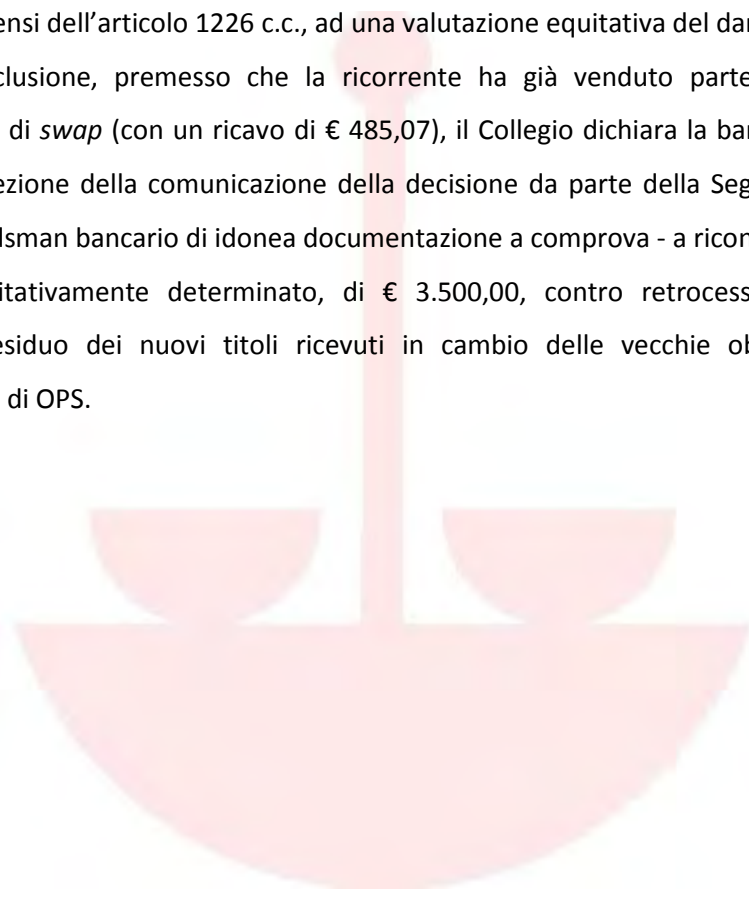 ensi dell’articolo 1226 c.c., ad una valutazione equitativa del dar
clusione, premesso che la ricorrente ha già venduto parte
di swap (con un ricavo di € 485,07), il Collegio dichiara la bar
ezione della comunicazione della decisione da parte della Seg
dsman bancario di idonea documentazione a comprova - a ricon
itativamente determinato, di € 3.500,00, contro retrocess
esiduo dei nuovi titoli ricevuti in cambio delle vecchie ob
di OPS.